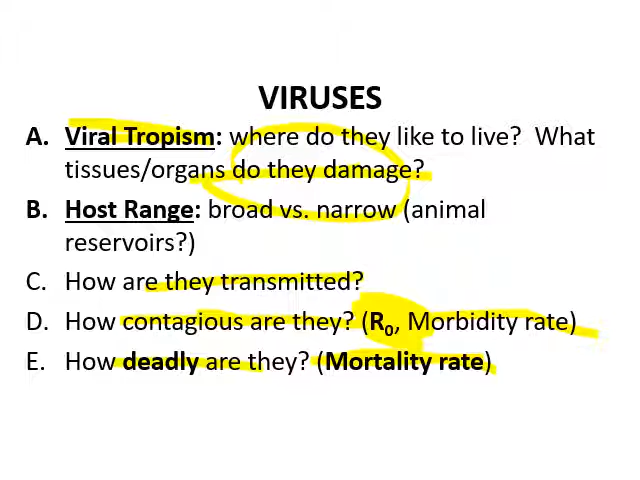 VIRUSES
A. Viral Tropism: where do they like to live? What
tissues/organs do they damage?
B. Host Range: broad vs. narrow (animal
reservoirs?)
C. How are they transmitted?
D. How contagious are they? (R₀, Morbidity rate)
E. How deadly are they? (Mortality rate)